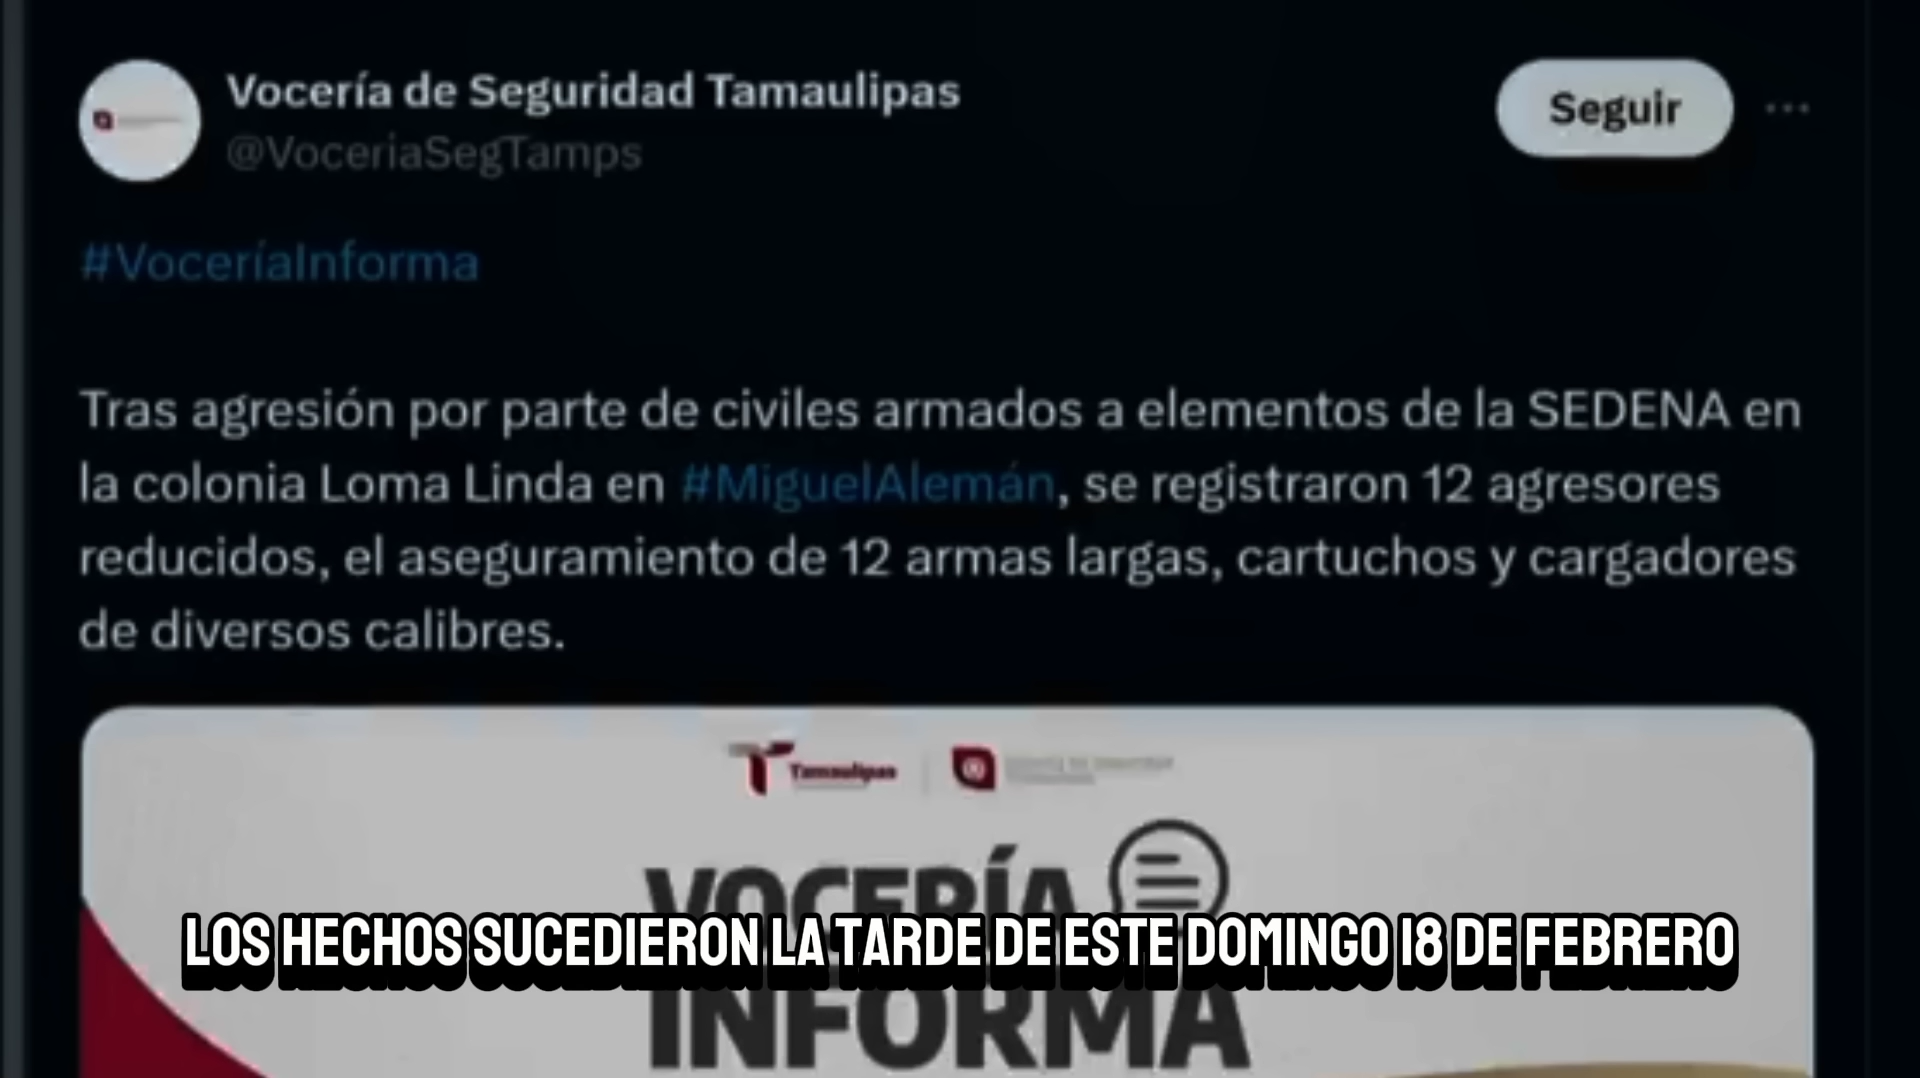 Vocería de Seguridad Tamaulipas
@VoceriaSegTamps
Seguir
#VoceríaInforma
Tras agresión por parte de civiles armados a elementos de la SEDENA en
la colonia Loma Linda en #MiguelAlemán, se registraron 12 agresores
reducidos, el aseguramiento de 12 armas largas, cartuchos y cargadores
de diversos calibres.
Tamaulipas
VOCERÍA
LOS HECHOS SUCEDIERON LA TARDE DE ESTE DOMINGO 18 DE FEBRERO
INFORMA